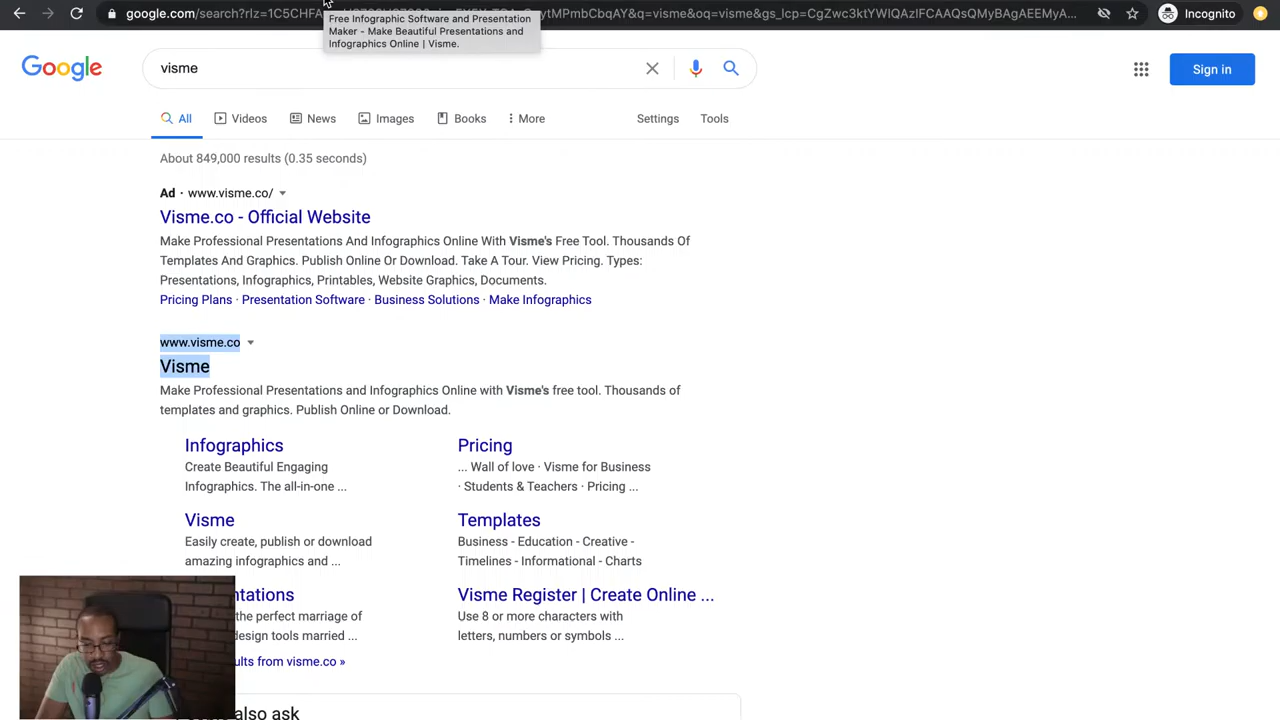 google.com/search?rlz=1C5CHFA
Free Infographic Software and Presentation
Maker - Make Beautiful Presentations and
Infographics Online | Visme.
&q=visme&oq=visme&gs_lcp=CgZwc3ktYWIQAzIFCAAQsQMyBAgAEEMyA...
Incognito
Google
visme
Sign in
All
Videos
News
Images
Books
More
Settings
Tools
About 849,000 results (0.35 seconds)
Ad · www.visme.co/
Visme.co - Official Website
Make Professional Presentations And Infographics Online With Visme's Free Tool. Thousands Of
Templates And Graphics. Publish Online Or Download. Take A Tour. View Pricing. Types:
Presentations, Infographics, Printables, Website Graphics, Documents.
Pricing Plans · Presentation Software · Business Solutions · Make Infographics
www.visme.co
Visme
Make Professional Presentations and Infographics Online with Visme's free tool. Thousands of
templates and graphics. Publish Online or Download.
Infographics
Create Beautiful Engaging
Infographics. The all-in-one ...
Pricing
... Wall of love · Visme for Business
· Students & Teachers · Pricing ...
Visme
Easily create, publish or download
amazing infographics and ...
Templates
Business - Education - Creative -
Timelines - Informational - Charts
ntations
the perfect marriage of
design tools married ...
Visme Register | Create Online ...
Use 8 or more characters with
letters, numbers or symbols ...
ults from visme.co »
also ask